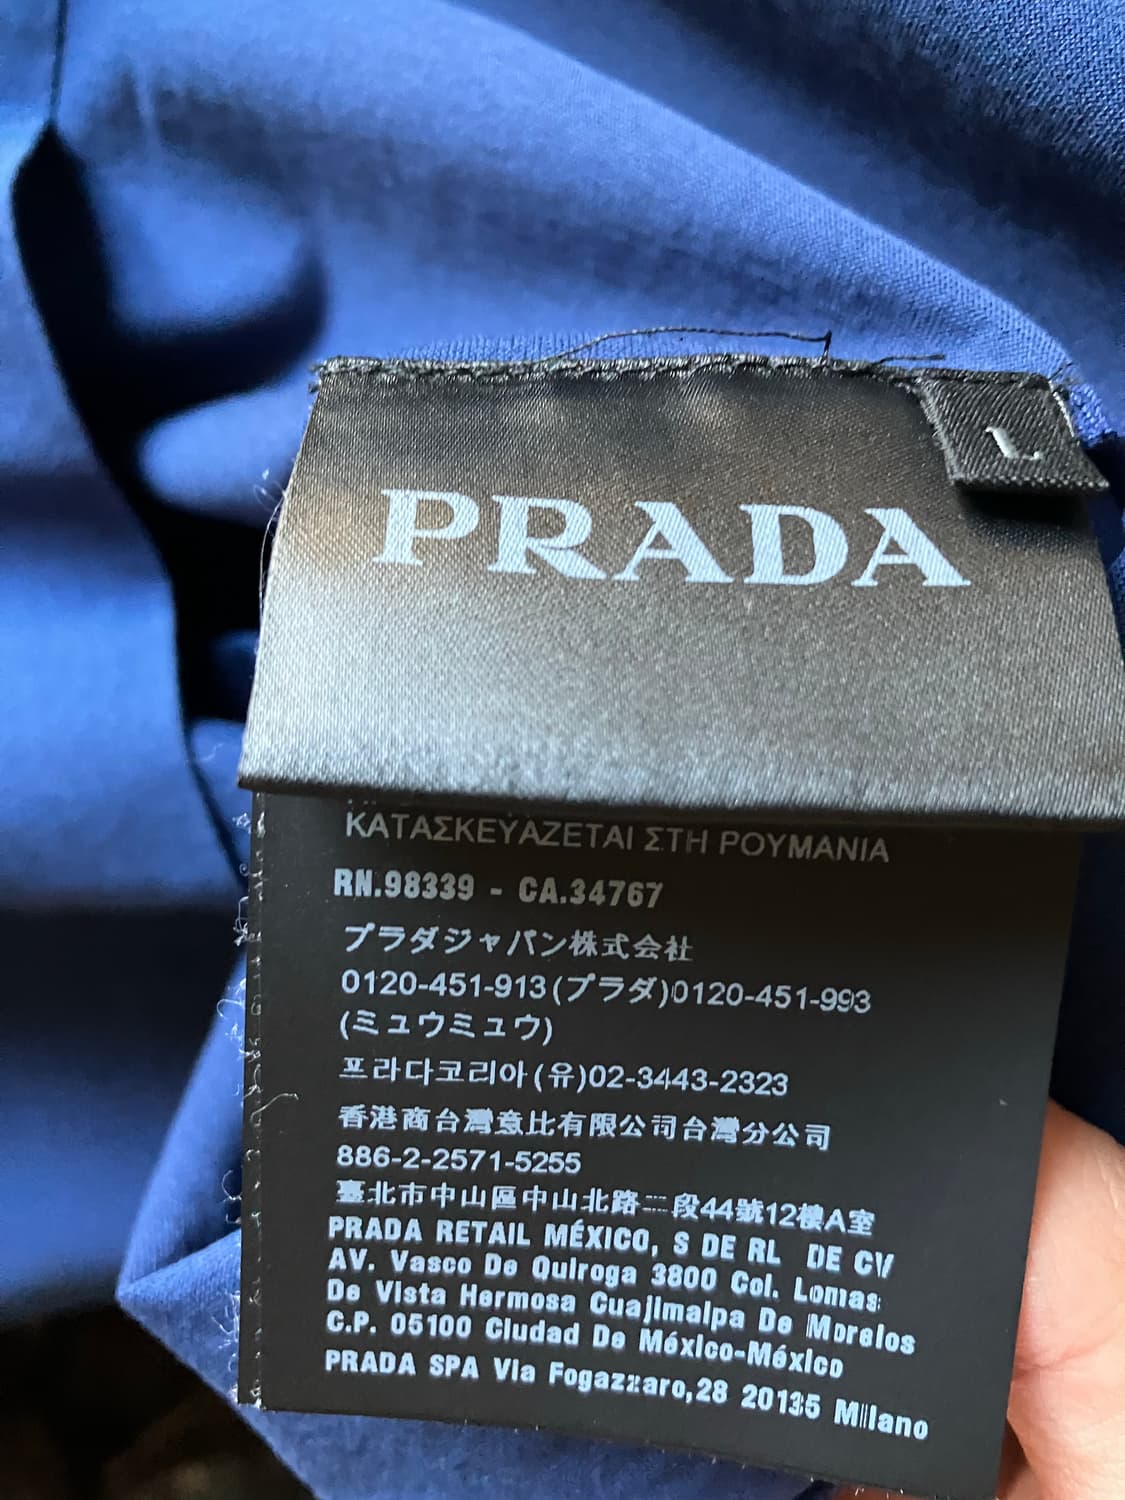 L
PRADA
ΚΑΤΑΣΚΕΥΑΖΕΤΑΙ ΣΤΗ ΡΟΥΜΑΝΙΑ
RN.98339 - CA.34767
プラダジャパン株式会社
0120-451-913(プラダ)0120-451-993
(ミュウミュウ)
프라다코리아(유)02-3443-2323
香港商台灣意比有限公司台灣分公司
886-2-2571-5255
臺北市中山區中山北路二段44號12樓A室
PRADA RETAIL MÉXICO, S DE RL DE CV
AV. Vasco De Quiroga 3800 Col. Lomas
De Vista Hermosa Cuajimalpa De Morelos
C.P. 05100 Ciudad De México-México
PRADA SPA Via Fogazzaro,28 20135 Milano